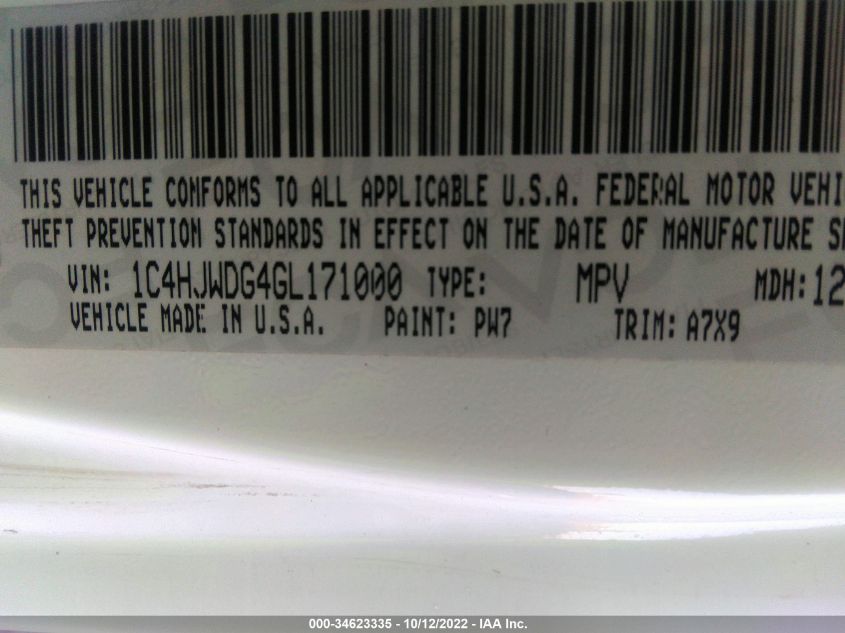 THIS VEHICLE CONFORMS TO ALL APPLICABLE U.S.A. FEDERAL MOTOR VEHI
THEFT PREVENTION STANDARDS IN EFFECT ON THE DATE OF MANUFACTURE S
VIN: 1C4HJWDG4GL171000 TYPE: MPV MDH: 12
VEHICLE MADE IN U.S.A. PAINT: PW7 TRIM: A7X9
000-34623335 - 10/12/2022 - IAA Inc.